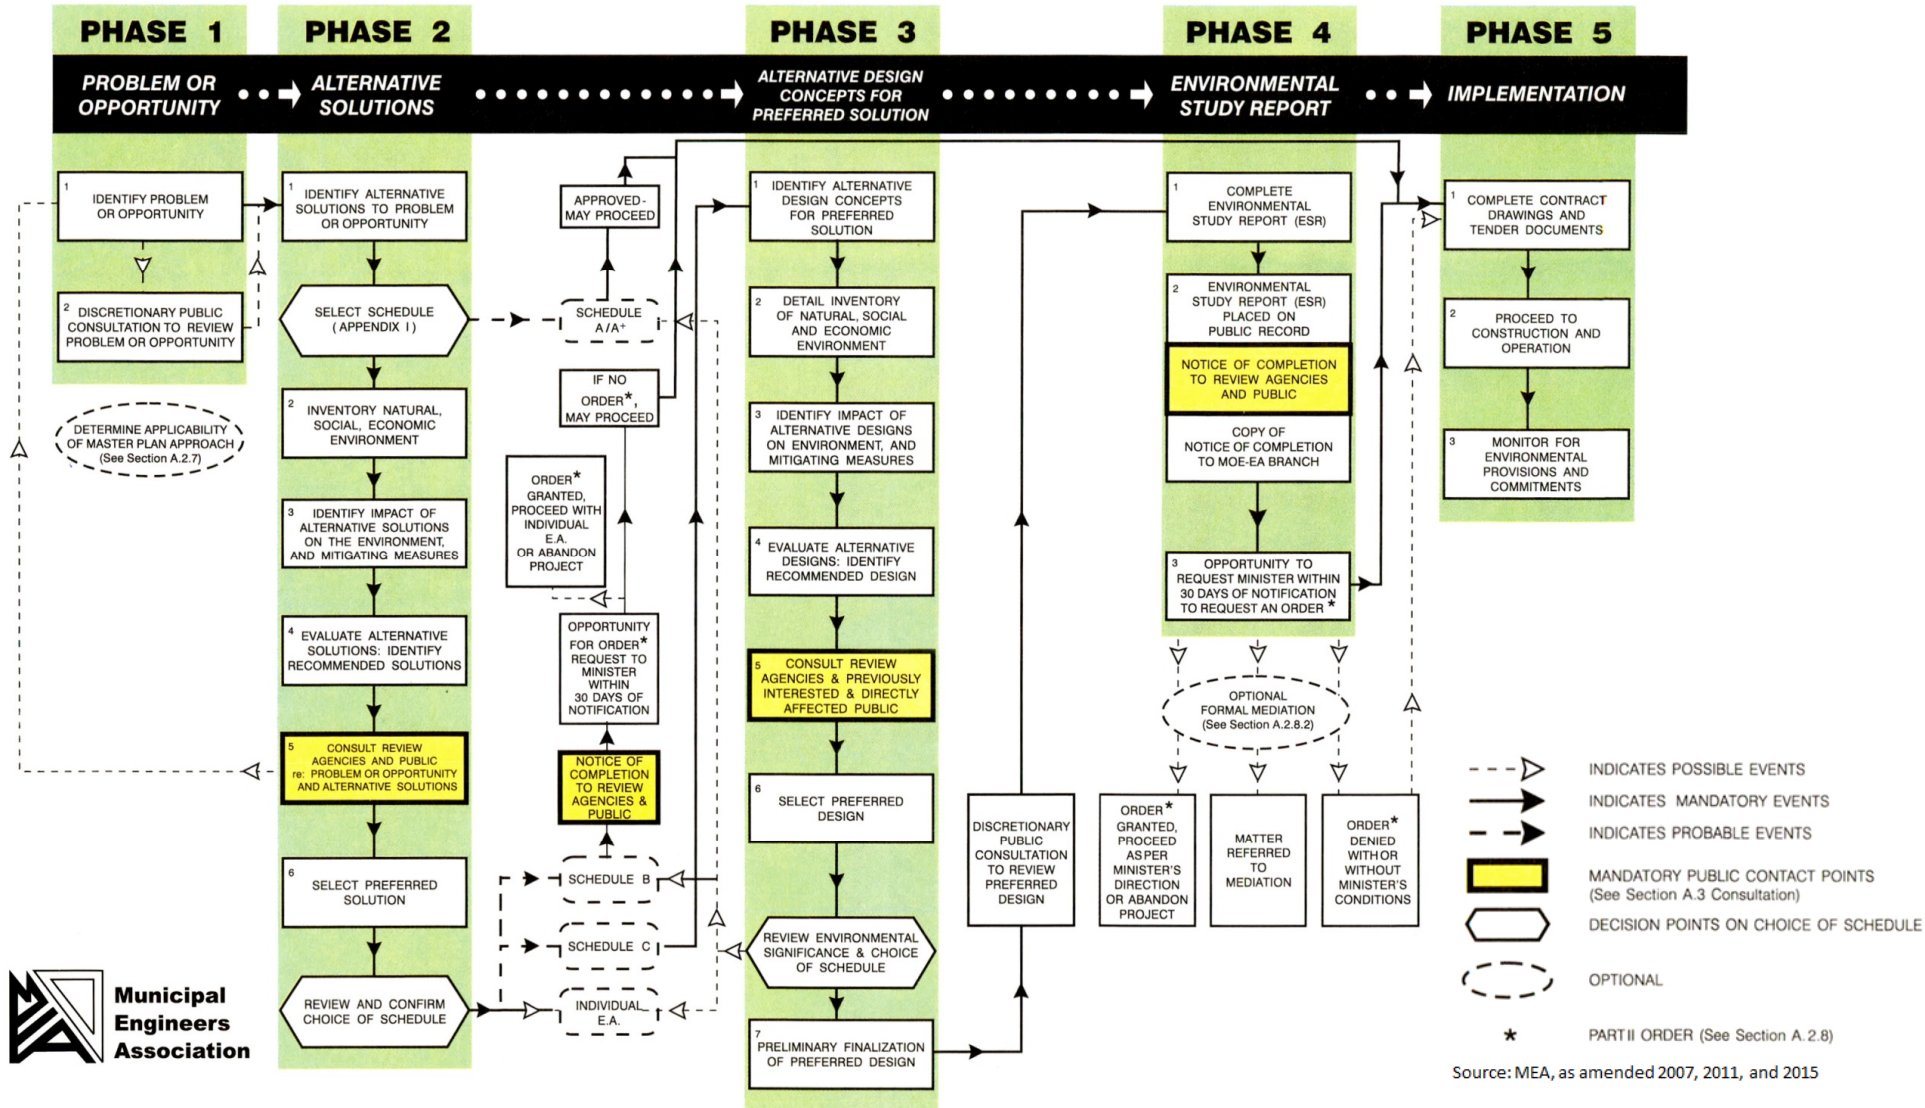 PHASE 1
PHASE 2
PHASE 3
PHASE 4
PHASE 5
PROBLEM OR
OPPORTUNITY
ALTERNATIVE
SOLUTIONS
ALTERNATIVE DESIGN
CONCEPTS FOR
PREFERRED SOLUTION
ENVIRONMENTAL
STUDY REPORT
IMPLEMENTATION
1
IDENTIFY PROBLEM
OR OPPORTUNITY
2
DISCRETIONARY PUBLIC
CONSULTATION TO REVIEW
PROBLEM OR OPPORTUNITY
DETERMINE APPLICABILITY
OF MASTER PLAN APPROACH
(See Section A.2.7)
1
IDENTIFY ALTERNATIVE
SOLUTIONS TO PROBLEM
OR OPPORTUNITY
SELECT SCHEDULE
( APPENDIX I )
2
INVENTORY NATURAL,
SOCIAL, ECONOMIC
ENVIRONMENT
3
IDENTIFY IMPACT OF
ALTERNATIVE SOLUTIONS
ON THE ENVIRONMENT,
AND MITIGATING MEASURES
4
EVALUATE ALTERNATIVE
SOLUTIONS: IDENTIFY
RECOMMENDED SOLUTIONS
5
CONSULT REVIEW
AGENCIES AND PUBLIC
re: PROBLEM OR OPPORTUNITY
AND ALTERNATIVE SOLUTIONS
6
SELECT PREFERRED
SOLUTION
REVIEW AND CONFIRM
CHOICE OF SCHEDULE
APPROVED-
MAY PROCEED
SCHEDULE
A /A+
IF NO
ORDER*,
MAY PROCEED
ORDER*
GRANTED,
PROCEED WITH
INDIVIDUAL
E.A.
OR ABANDON
PROJECT
OPPORTUNITY
FOR ORDER*
REQUEST TO
MINISTER
WITHIN
30 DAYS OF
NOTIFICATION
NOTICE OF
COMPLETION
TO REVIEW
AGENCIES &
PUBLIC
SCHEDULE B
SCHEDULE C
INDIVIDUAL
E.A.
1
IDENTIFY ALTERNATIVE
DESIGN CONCEPTS
FOR PREFERRED
SOLUTION
2
DETAIL INVENTORY
OF NATURAL, SOCIAL
AND ECONOMIC
ENVIRONMENT
3
IDENTIFY IMPACT OF
ALTERNATIVE DESIGNS
ON ENVIRONMENT, AND
MITIGATING MEASURES
4
EVALUATE ALTERNATIVE
DESIGNS: IDENTIFY
RECOMMENDED DESIGN
5
CONSULT REVIEW
AGENCIES & PREVIOUSLY
INTERESTED & DIRECTLY
AFFECTED PUBLIC
6
SELECT PREFERRED
DESIGN
REVIEW ENVIRONMENTAL
SIGNIFICANCE & CHOICE
OF SCHEDULE
7
PRELIMINARY FINALIZATION
OF PREFERRED DESIGN
DISCRETIONARY
PUBLIC
CONSULTATION
TO REVIEW
PREFERRED
DESIGN
1
COMPLETE
ENVIRONMENTAL
STUDY REPORT (ESR)
2
ENVIRONMENTAL
STUDY REPORT (ESR)
PLACED ON
PUBLIC RECORD
NOTICE OF COMPLETION
TO REVIEW AGENCIES
AND PUBLIC
COPY OF
NOTICE OF COMPLETION
TO MOE-EA BRANCH
3
OPPORTUNITY TO
REQUEST MINISTER WITHIN
30 DAYS OF NOTIFICATION
TO REQUEST AN ORDER *
OPTIONAL
FORMAL MEDIATION
(See Section A.2.8.2)
ORDER*
GRANTED,
PROCEED
AS PER
MINISTER'S
DIRECTION
OR ABANDON
PROJECT
MATTER
REFERRED
TO
MEDIATION
ORDER*
DENIED
WITH OR
WITHOUT
MINISTER'S
CONDITIONS
1
COMPLETE CONTRACT
DRAWINGS AND
TENDER DOCUMENTS
2
PROCEED TO
CONSTRUCTION AND
OPERATION
3
MONITOR FOR
ENVIRONMENTAL
PROVISIONS AND
COMMITMENTS
INDICATES POSSIBLE EVENTS
INDICATES MANDATORY EVENTS
INDICATES PROBABLE EVENTS
MANDATORY PUBLIC CONTACT POINTS
(See Section A.3 Consultation)
DECISION POINTS ON CHOICE OF SCHEDULE
OPTIONAL
* PART II ORDER (See Section A.2.8)
Municipal
Engineers
Association
Source: MEA, as amended 2007, 2011, and 2015